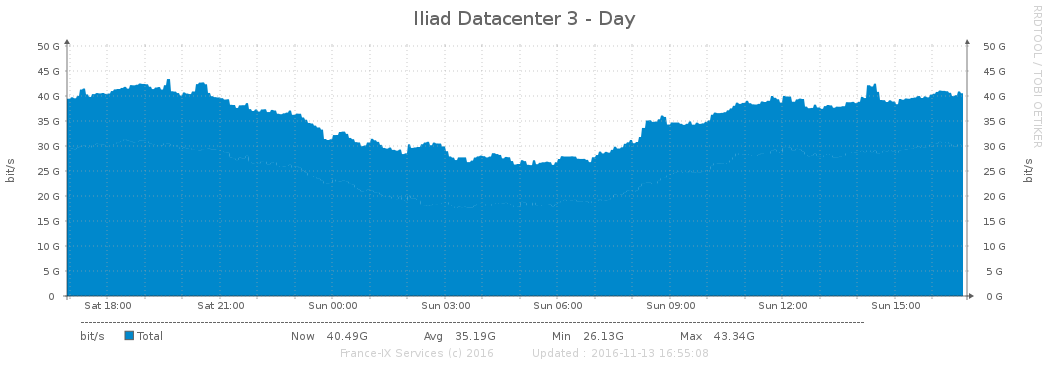 Iliad Datacenter 3 - Day
RRDTOOL / TOBI OETIKER
bit/s
50 G
45 G
40 G
35 G
30 G
25 G
20 G
15 G
10 G
5 G
0
50 G
45 G
40 G
35 G
30 G
25 G
20 G
15 G
10 G
5 G
0 G
bit/s
Sat 18:00 Sat 21:00 Sun 00:00 Sun 03:00 Sun 06:00 Sun 09:00 Sun 12:00 Sun 15:00
bit/s Total Now 40.49G Avg 35.19G Min 26.13G Max 43.34G
France-IX Services (c) 2016 Updated : 2016-11-13 16:55:08